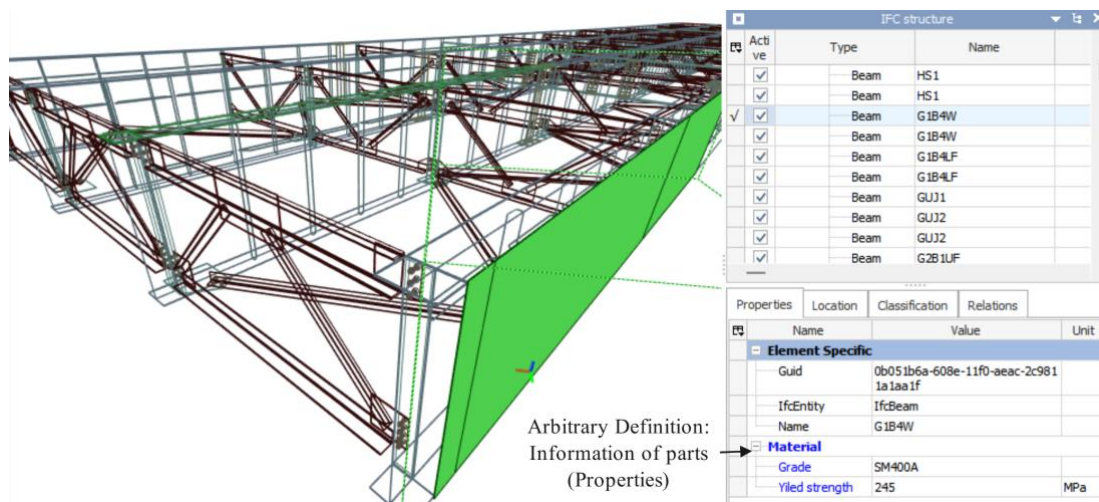 IFC structure
Acti
ve Type Name
Beam HS1
Beam HS1
√ Beam G1B4W
Beam G1B4W
Beam G1B4LF
Beam G1B4LF
Beam GUJ1
Beam GUJ2
Beam GUJ2
Beam G2B1UF
Properties Location Classification Relations
Name Value Unit
Element Specific
Guid 0b051b6a-608e-11f0-aeac-2c981
1a1aa1f
IfcEntity IfcBeam
Name G1B4W
Material
Grade SM400A
Yiled strength 245 MPa
Arbitrary Definition:
Information of parts
(Properties)